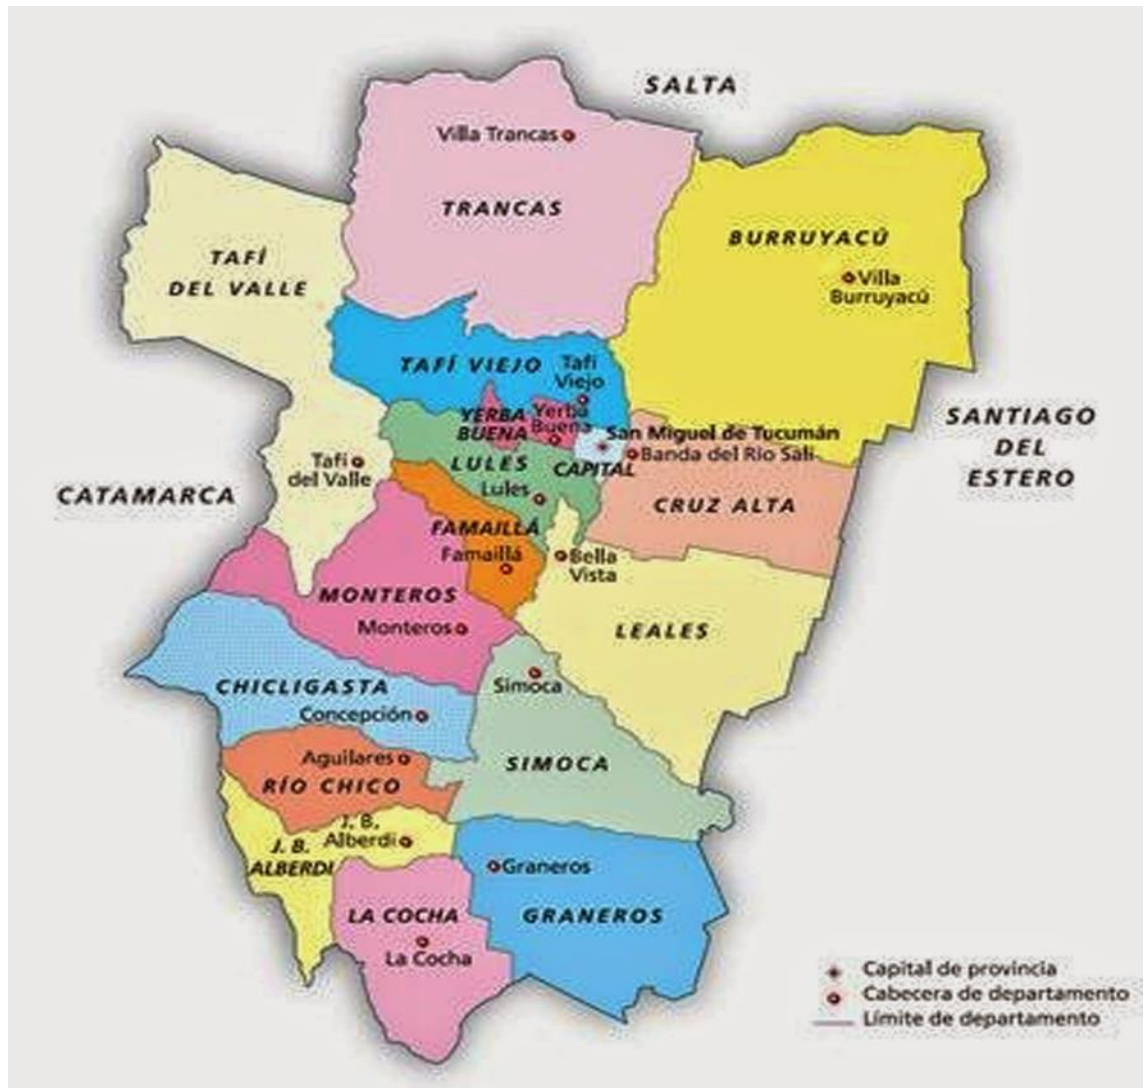 SALTA
Villa Trancas
TRANCAS
BURRUYACÚ
TAFÍ
DEL VALLE
Villa
Burruyacú
TAFÍ VIEJO
Tafí
Viejo
YERBA
BUENA
Yerba
Buena
San Miguel de Tucumán
SANTIAGO
DEL
ESTERO
CAPITAL
Banda del Río Salí
Tafí
del Valle
LULES
Lules
CATAMARCA
CRUZ ALTA
FAMAILLÁ
Famaillá
Bella
Vista
MONTEROS
Monteros
LEALES
CHICLIGASTA
Simoca
Concepción
Aguilares
SIMOCA
RÍO CHICO
J. B.
Alberdi
J. B.
ALBERDI
Graneros
LA COCHA
GRANEROS
La Cocha
Capital de provincia
Cabecera de departamento
Límite de departamento